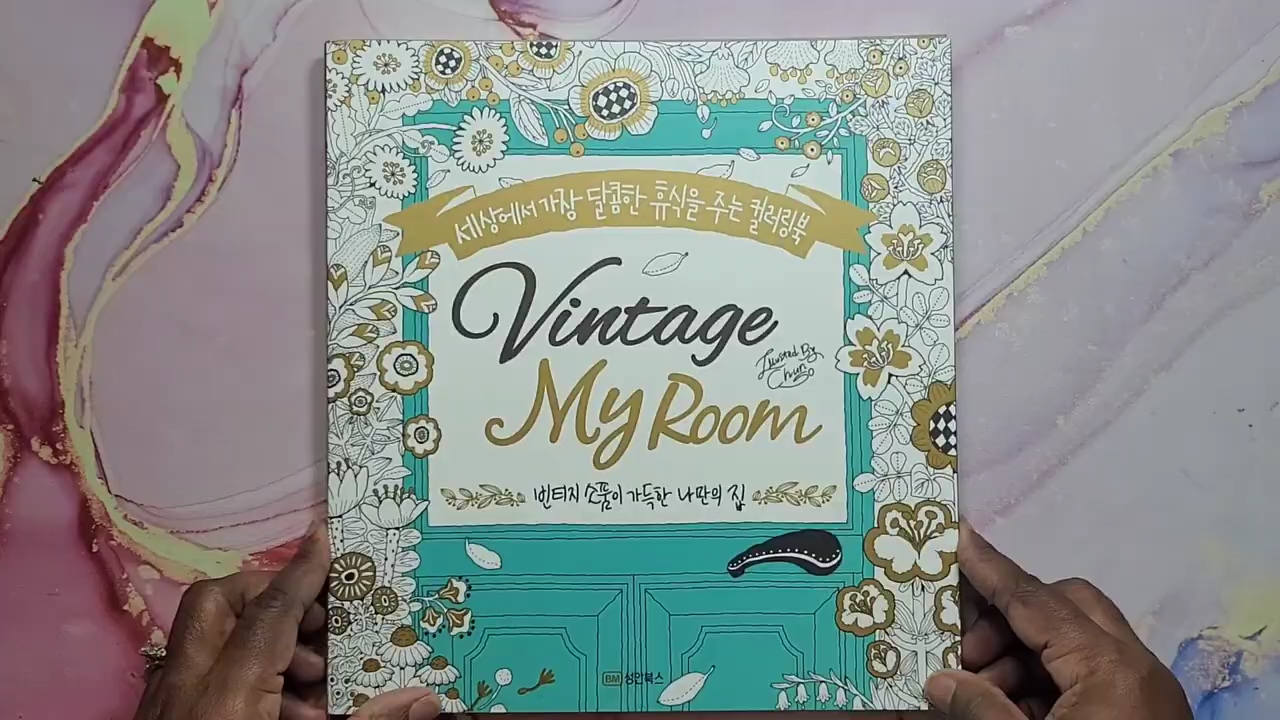 세상에서 가장 달콤한 휴식을 주는 컬러링북
Vintage
My Room
Illusted By
Chun
빈티지 소품이 가득한 나만의 집
BM 성안북스